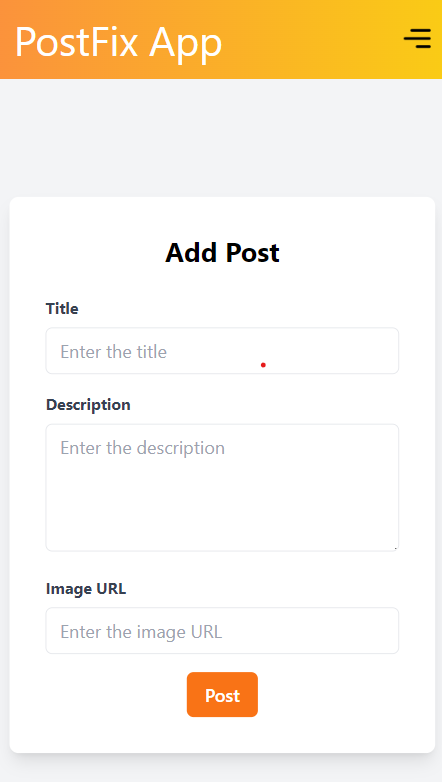 PostFix App
Add Post
Title
Enter the title
Description
Enter the description
Image URL
Enter the image URL
Post